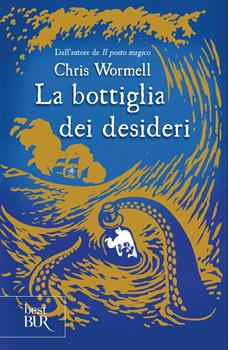 Dall'autore de Il posto magico
Chris Wormell
La bottiglia
dei desideri
best
BUR